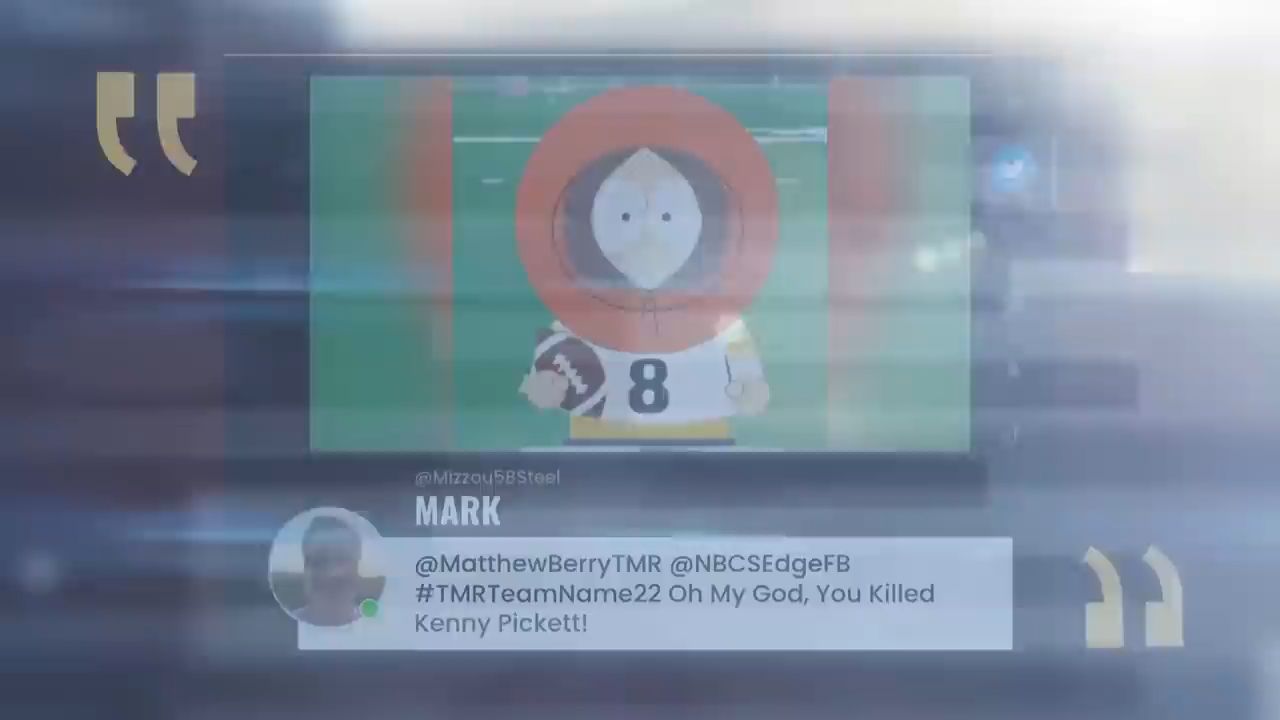 8
@Mizzou58Steel
MARK
@MatthewBerryTMR @NBCSEdgeFB
#TMRTeamName22 Oh My God, You Killed
Kenny Pickett!